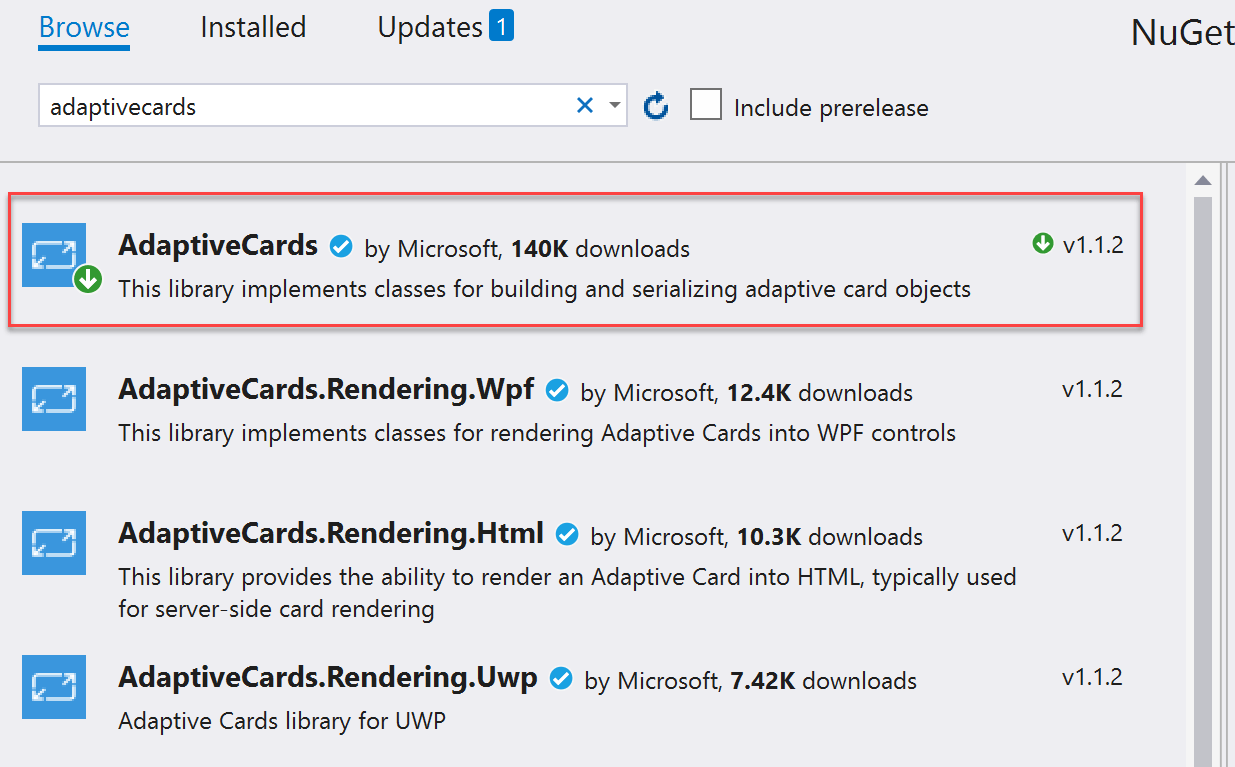 Browse Installed Updates 1 NuGet
adaptivecards Include prerelease
AdaptiveCards by Microsoft, 140K downloads v1.1.2
This library implements classes for building and serializing adaptive card objects
AdaptiveCards.Rendering.Wpf by Microsoft, 12.4K downloads v1.1.2
This library implements classes for rendering Adaptive Cards into WPF controls
AdaptiveCards.Rendering.Html by Microsoft, 10.3K downloads v1.1.2
This library provides the ability to render an Adaptive Card into HTML, typically used
for server-side card rendering
AdaptiveCards.Rendering.Uwp by Microsoft, 7.42K downloads v1.1.2
Adaptive Cards library for UWP